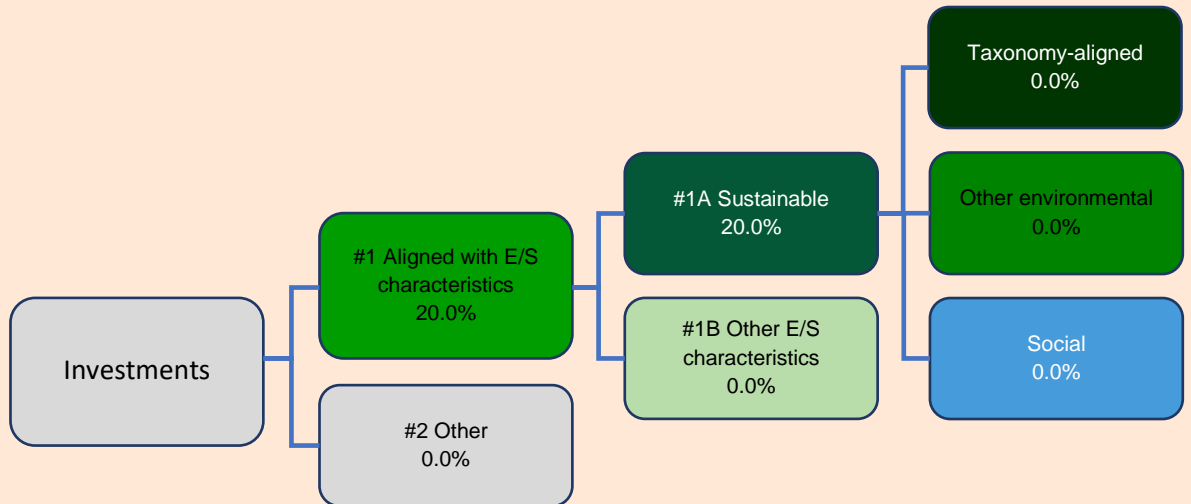 Investments
#1 Aligned with E/S
characteristics
20.0%
#2 Other
0.0%
#1A Sustainable
20.0%
#1B Other E/S
characteristics
0.0%
Taxonomy-aligned
0.0%
Other environmental
0.0%
Social
0.0%